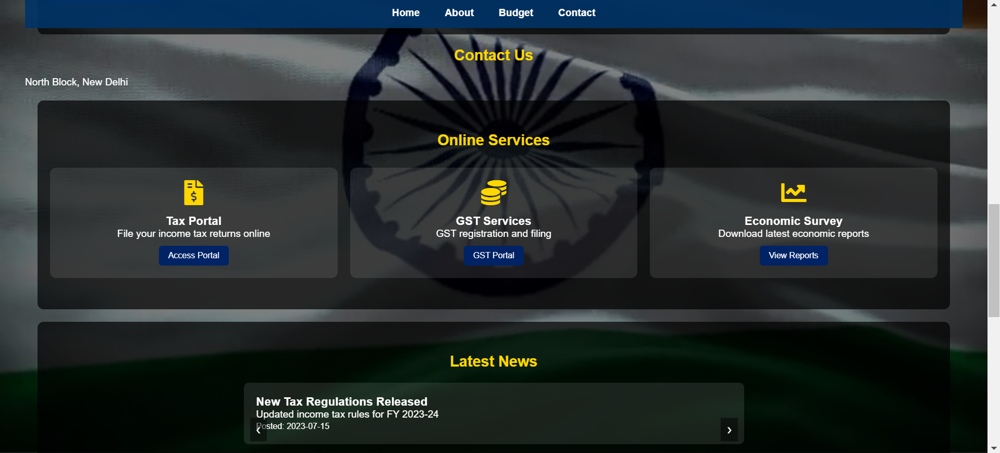 Home About Budget Contact
Contact Us
North Block, New Delhi
Online Services
Tax Portal
File your income tax returns online
Access Portal
GST Services
GST registration and filing
GST Portal
Economic Survey
Download latest economic reports
View Reports
Latest News
New Tax Regulations Released
Updated income tax rules for FY 2023-24
Posted: 2023-07-15